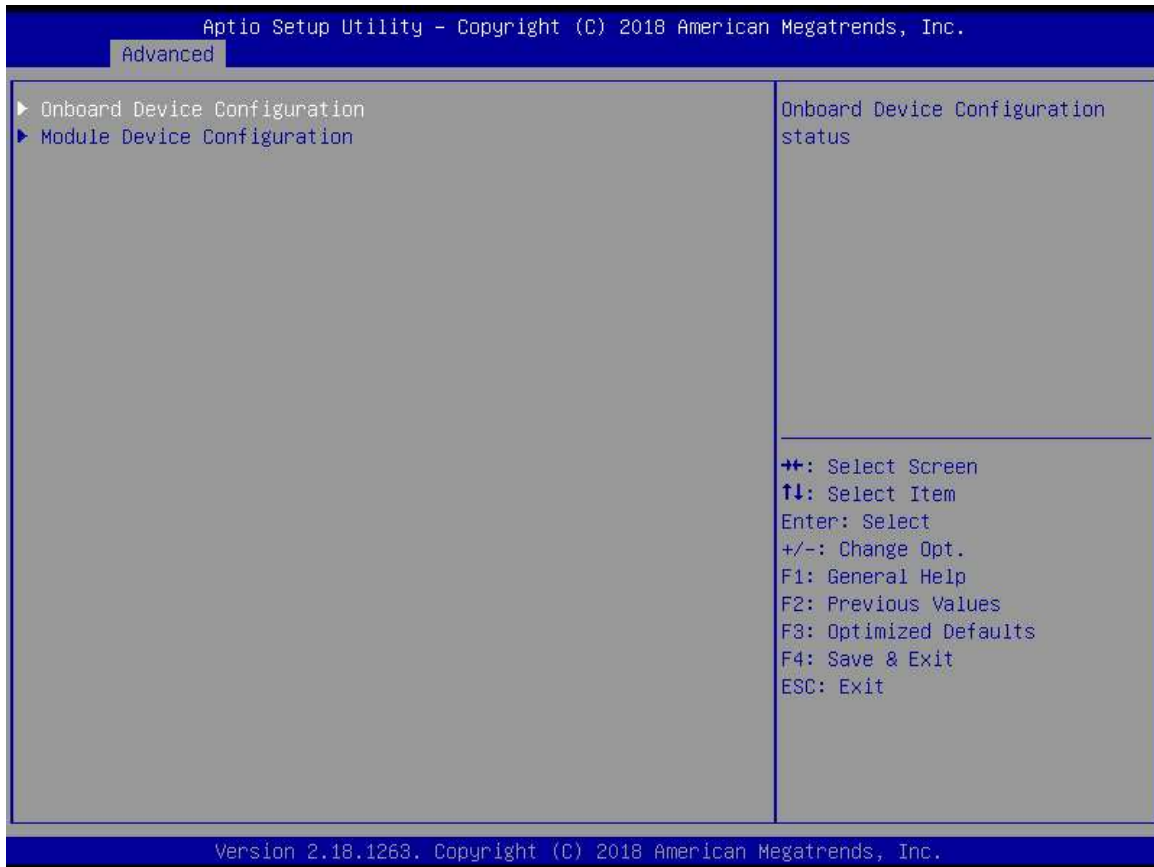 Aptio Setup Utility – Copyright (C) 2018 American Megatrends, Inc.
Advanced
▶ Onboard Device Configuration
▶ Module Device Configuration
Onboard Device Configuration
status
→←: Select Screen
↑↓: Select Item
Enter: Select
+/-: Change Opt.
F1: General Help
F2: Previous Values
F3: Optimized Defaults
F4: Save & Exit
ESC: Exit
Version 2.18.1263. Copyright (C) 2018 American Megatrends, Inc.